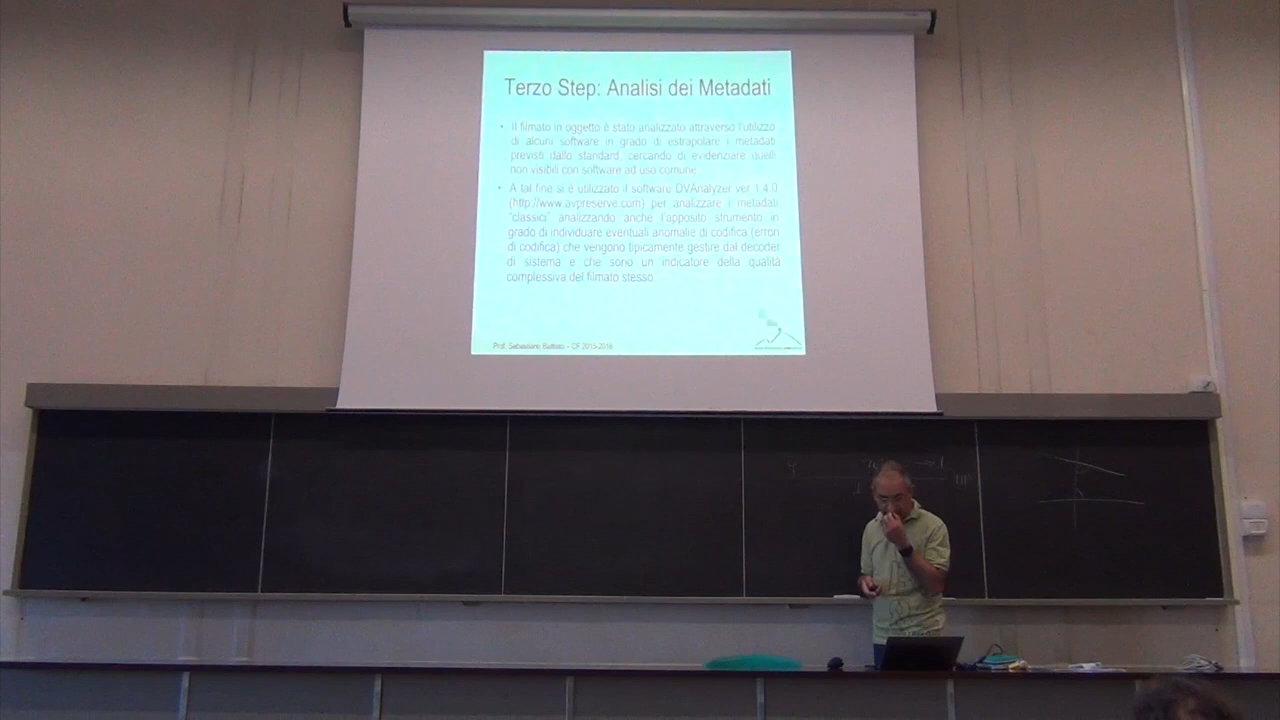 Terzo Step: Analisi dei Metadati
• Il filmato in oggetto è stato analizzato attraverso l'utilizzo
di alcuni software in grado di estrapolare i metadati
previsti dallo standard, cercando di evidenziare quelli
non visibili con software ad uso comune.
• A tal fine si è utilizzato il software DVAnalyzer ver 1.4.0
(http://www.avpreserve.com) per analizzare i metadati
"classici" analizzando anche l'apposito strumento in
grado di individuare eventuali anomalie di codifica (errori
di codifica) che vengono tipicamente gestire dal decoder
di sistema e che sono un indicatore della qualità
complessiva del filmato stesso
Prof. Sebastiano Battiato – CF 2015-2016